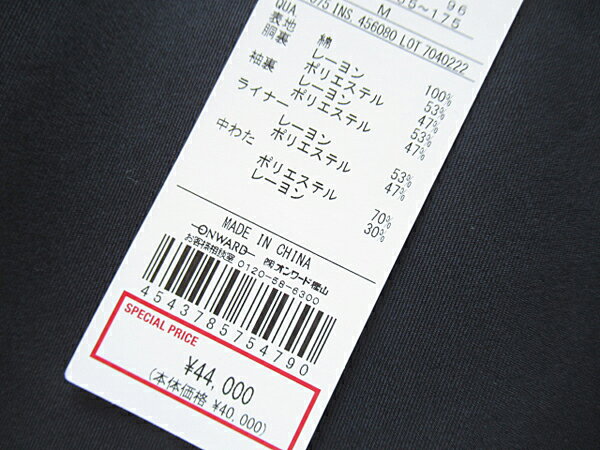 96
M
QUA
075 INS. 456080 LOT 7040222
表地 綿 100%
胴裏 レーヨン 53%
ポリエステル 47%
袖裏 レーヨン 53%
ポリエステル 47%
ライナー レーヨン 53%
ポリエステル 47%
中わた ポリエステル 70%
レーヨン 30%
MADE IN CHINA
ONWARD ㈱オンワード樫山
お客様相談室 0120-58-6300
4543785754790
SPECIAL PRICE
¥44,000
(本体価格 ¥40,000)